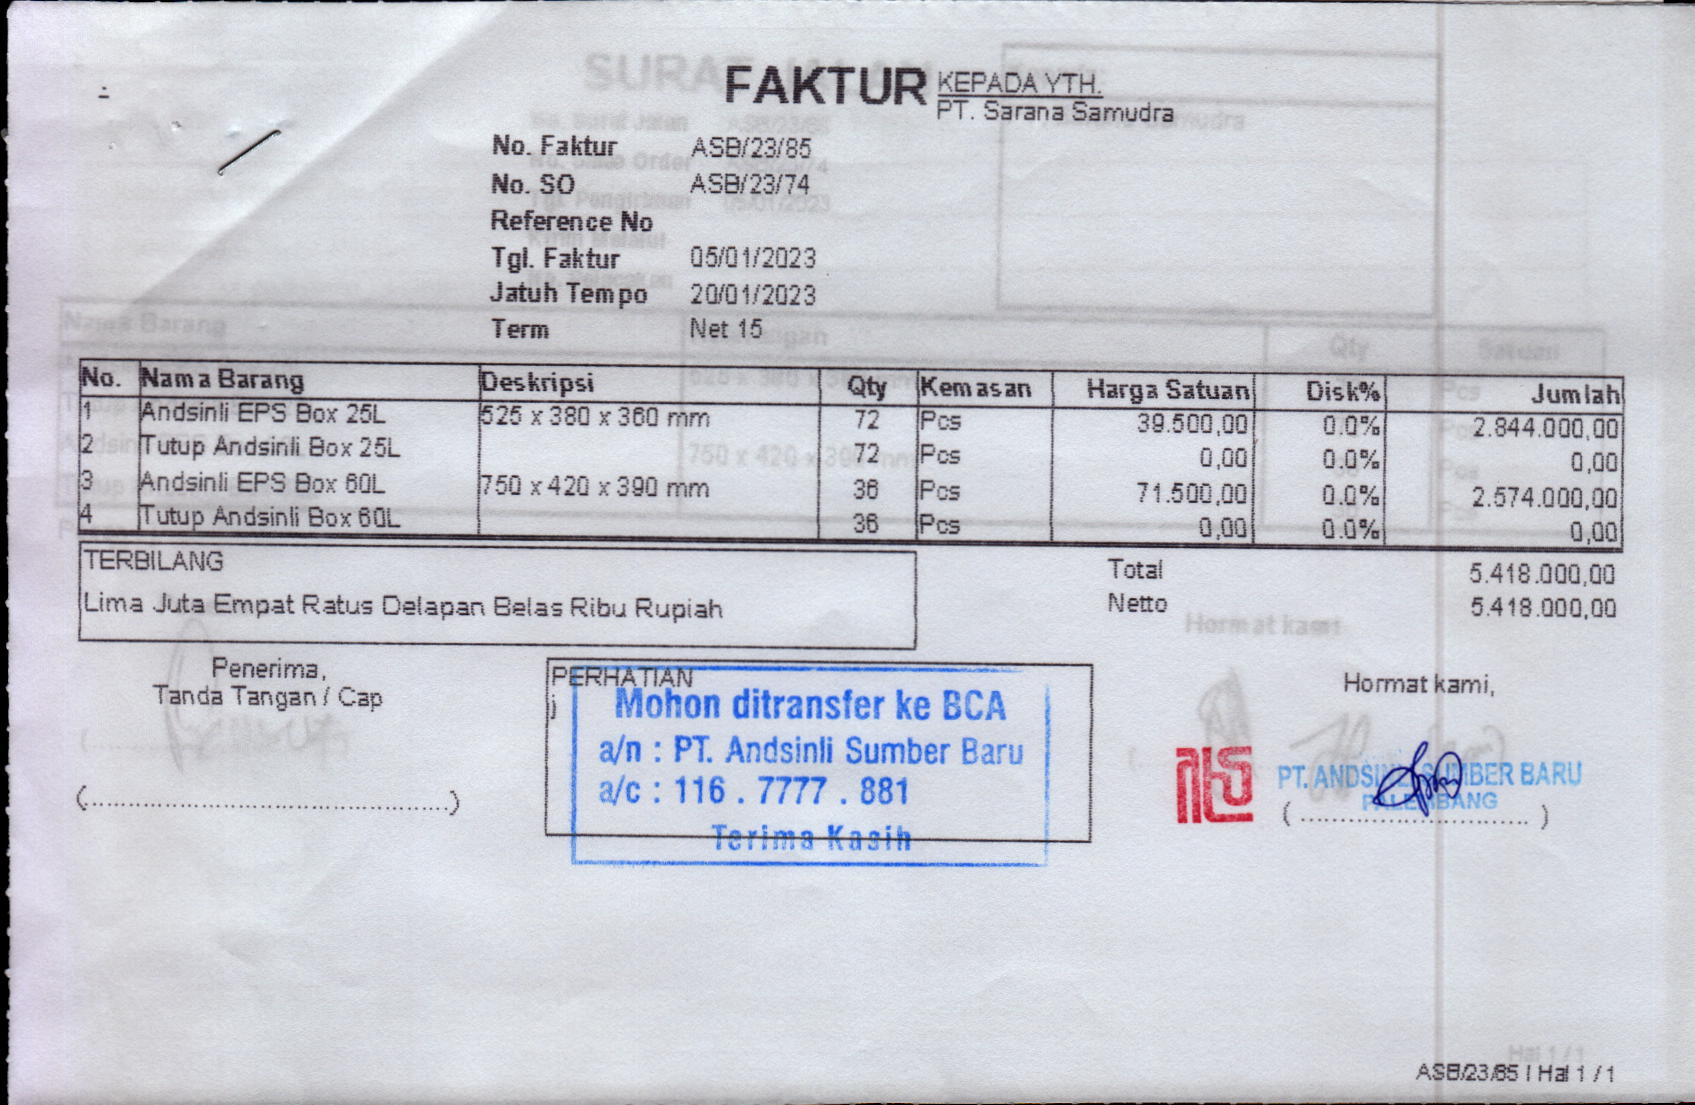 FAKTUR
KEPADA YTH.
PT. Sarana Samudra
No. Faktur ASB/23/85
No. SO ASB/23/74
Reference No
Tgl. Faktur 05/01/2023
Jatuh Tempo 20/01/2023
Term Net 15
No. Nama Barang Deskripsi Qty Kemasan Harga Satuan Disk% Jumlah
1 Andsinli EPS Box 25L 525 x 380 x 360 mm 72 Pcs 39.500,00 0.0% 2.844.000,00
2 Tutup Andsinli Box 25L 72 Pcs 0,00 0.0% 0,00
3 Andsinli EPS Box 60L 750 x 420 x 390 mm 36 Pcs 71.500,00 0.0% 2.574.000,00
4 Tutup Andsinli Box 60L 36 Pcs 0,00 0.0% 0,00
TERBILANG
Lima Juta Empat Ratus Delapan Belas Ribu Rupiah
Total 5.418.000,00
Netto 5.418.000,00
Penerima,
Tanda Tangan / Cap
(.............................................)
PERHATIAN
j
Mohon ditransfer ke BCA
a/n : PT. Andsinli Sumber Baru
a/c : 116 . 7777 . 881
Terima Kasih
Hormat kami,
PT. ANDSINLI SUMBER BARU
PALEMBANG
( ............................. )
ASB/23/85 / Hal 1 / 1